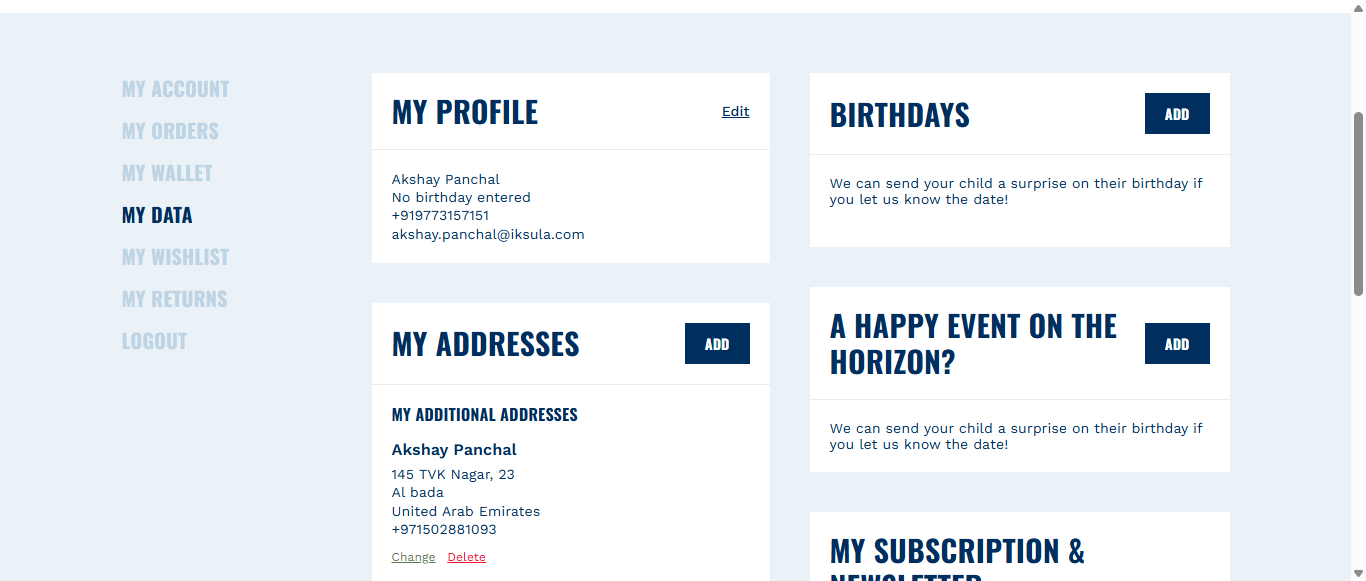 MY ACCOUNT
MY ORDERS
MY WALLET
MY DATA
MY WISHLIST
MY RETURNS
LOGOUT
MY PROFILE
Edit
Akshay Panchal
No birthday entered
+919773157151
akshay.panchal@iksula.com
MY ADDRESSES
ADD
MY ADDITIONAL ADDRESSES
Akshay Panchal
145 TVK Nagar, 23
Al bada
United Arab Emirates
+971502881093
Change Delete
BIRTHDAYS
ADD
We can send your child a surprise on their birthday if
you let us know the date!
A HAPPY EVENT ON THE
HORIZON?
ADD
We can send your child a surprise on their birthday if
you let us know the date!
MY SUBSCRIPTION &
NEWSLETTER